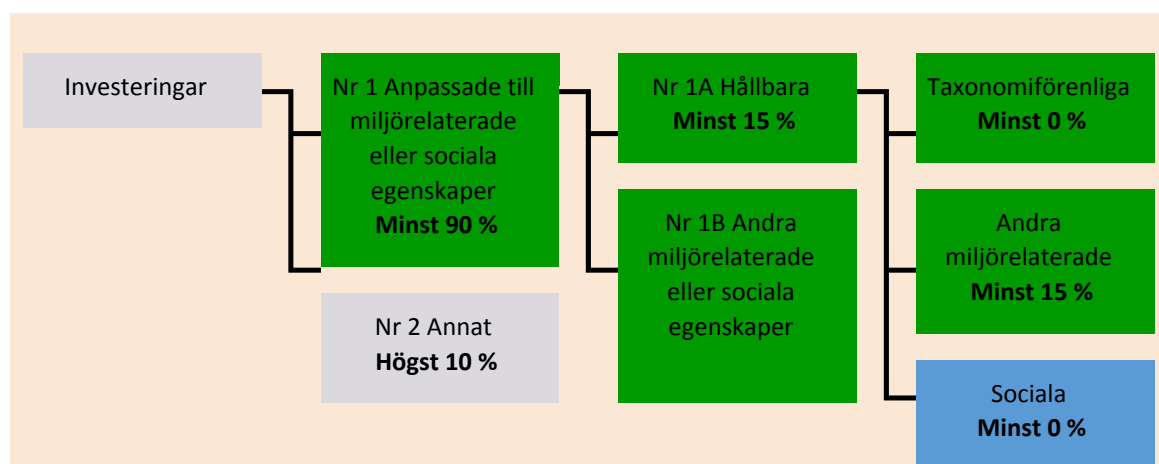 Investeringar
Nr 1 Anpassade till
miljörelaterade
eller sociala
egenskaper
Minst 90 %
Nr 2 Annat
Högst 10 %
Nr 1A Hållbara
Minst 15 %
Nr 1B Andra
miljörelaterade
eller sociala
egenskaper
Taxonomiförenliga
Minst 0 %
Andra
miljörelaterade
Minst 15 %
Sociala
Minst 0 %